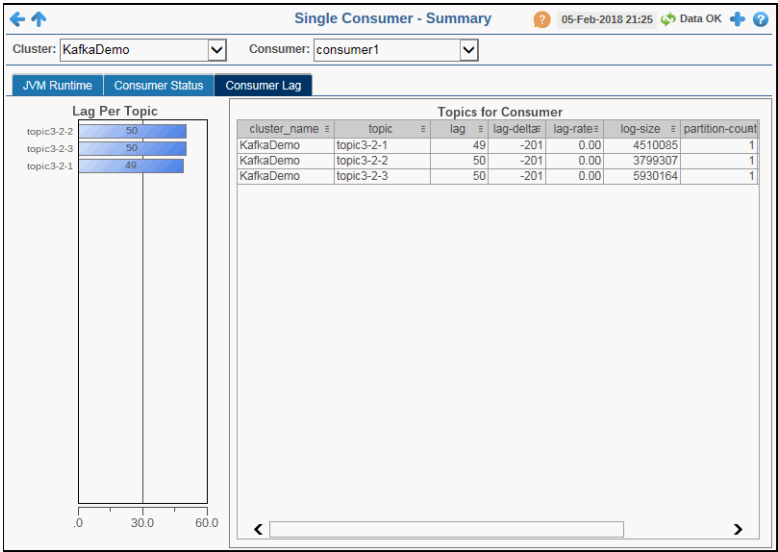 Single Consumer - Summary
05-Feb-2018 21:25 Data OK
Cluster: KafkaDemo Consumer: consumer1
JVM Runtime Consumer Status Consumer Lag
Lag Per Topic
topic3-2-2 50
topic3-2-3 50
topic3-2-1 49
.0 30.0 60.0
Topics for Consumer
cluster_name topic lag lag-delta lag-rate log-size partition-count
KafkaDemo topic3-2-1 49 -201 0.00 4510085 1
KafkaDemo topic3-2-2 50 -201 0.00 3799307 1
KafkaDemo topic3-2-3 50 -201 0.00 5930164 1